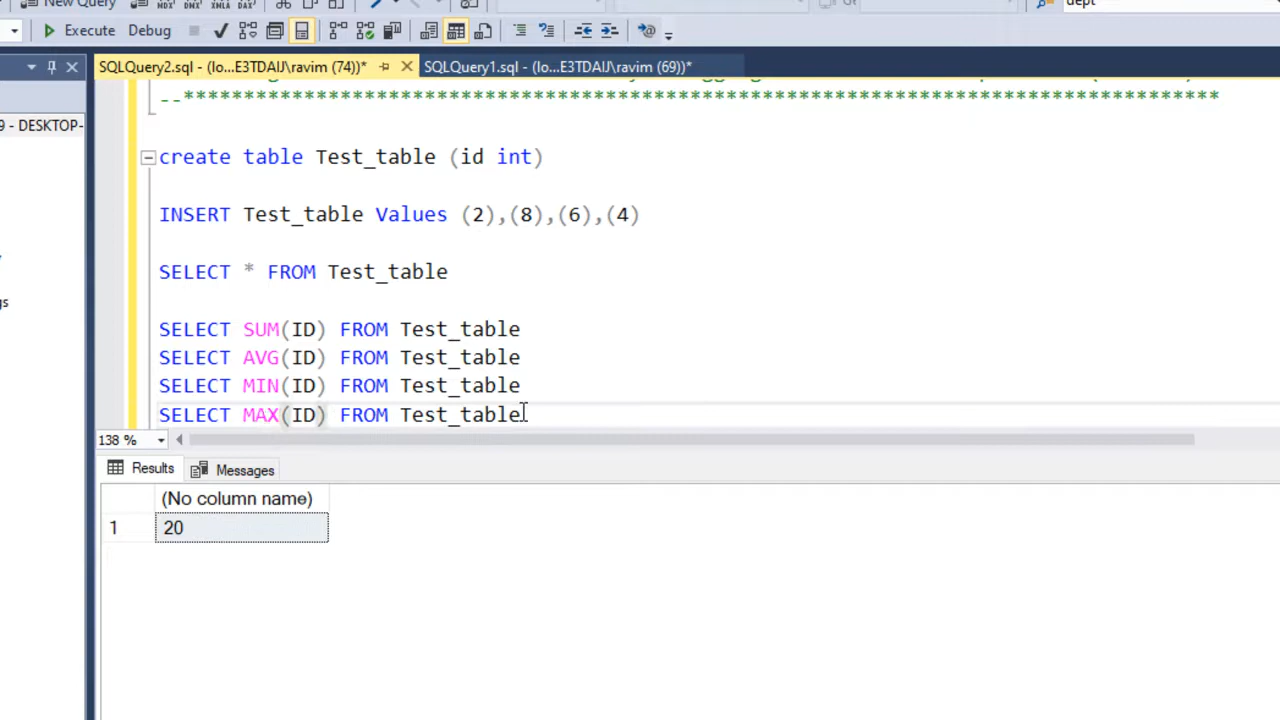 New Query
dept
Execute Debug
SQLQuery2.sql - (lo...E3TDAIJ\ravim (74))*
SQLQuery1.sql - (lo...E3TDAIJ\ravim (69))*
9 - DESKTOP-
--**************************************************************************************
create table Test_table (id int)
INSERT Test_table Values (2),(8),(6),(4)
SELECT * FROM Test_table
gs
SELECT SUM(ID) FROM Test_table
SELECT AVG(ID) FROM Test_table
SELECT MIN(ID) FROM Test_table
SELECT MAX(ID) FROM Test_table
138 %
Results
Messages
(No column name)
1 20